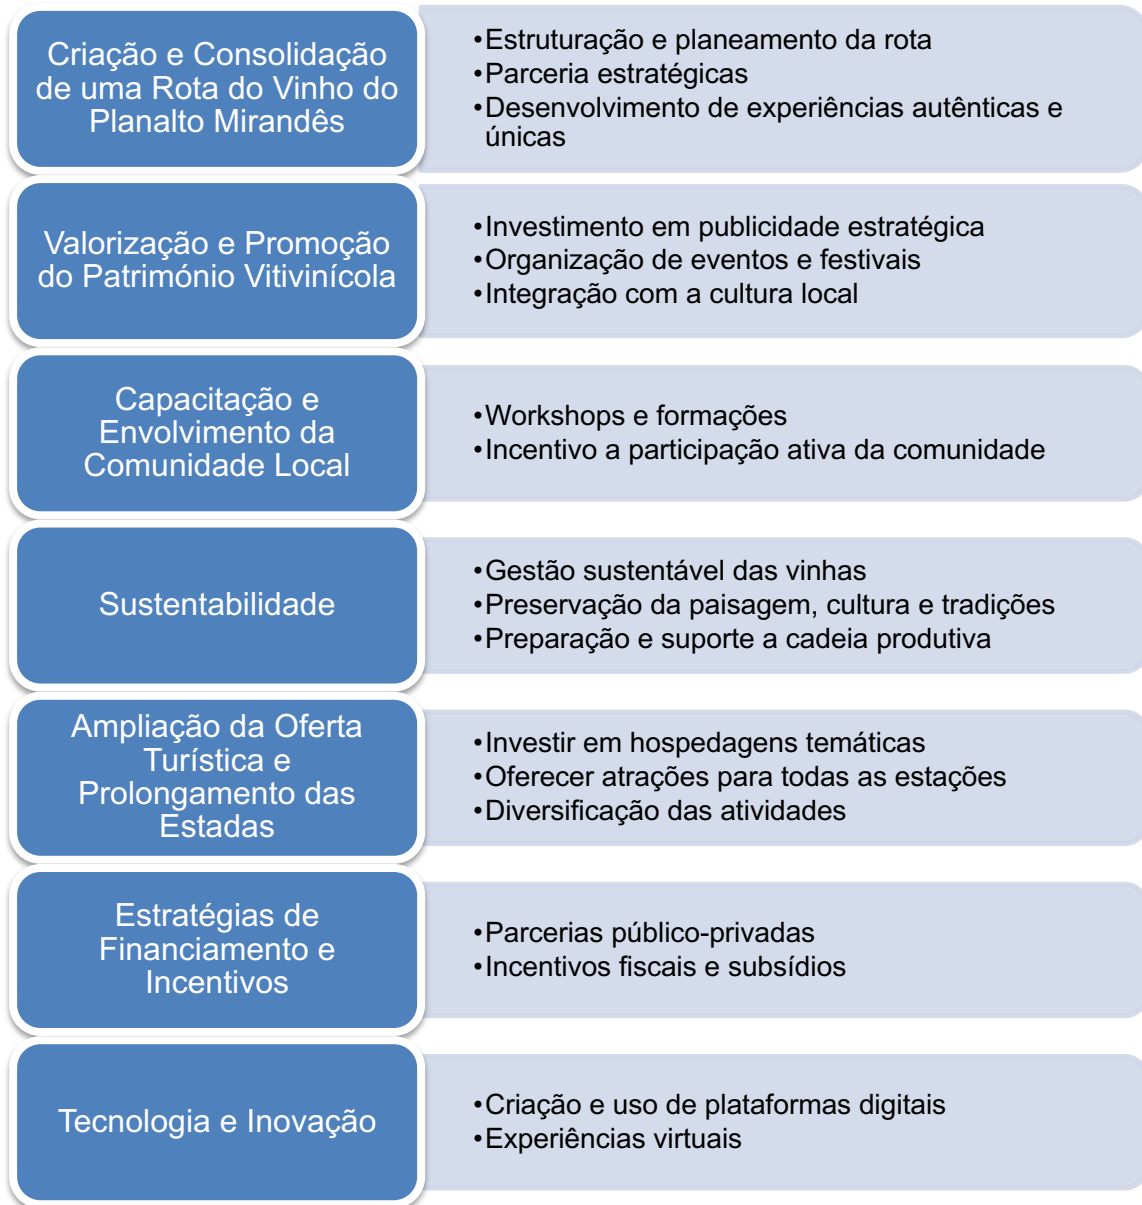 Criação e Consolidação
de uma Rota do Vinho do
Planalto Mirandês
•Estruturação e planeamento da rota
•Parceria estratégicas
•Desenvolvimento de experiências autênticas e
únicas
Valorização e Promoção
do Património Vitivinícola
•Investimento em publicidade estratégica
•Organização de eventos e festivais
•Integração com a cultura local
Capacitação e
Envolvimento da
Comunidade Local
•Workshops e formações
•Incentivo a participação ativa da comunidade
Sustentabilidade
•Gestão sustentável das vinhas
•Preservação da paisagem, cultura e tradições
•Preparação e suporte a cadeia produtiva
Ampliação da Oferta
Turística e
Prolongamento das
Estadas
•Investir em hospedagens temáticas
•Oferecer atrações para todas as estações
•Diversificação das atividades
Estratégias de
Financiamento e
Incentivos
•Parcerias público-privadas
•Incentivos fiscais e subsídios
Tecnologia e Inovação
•Criação e uso de plataformas digitais
•Experiências virtuais